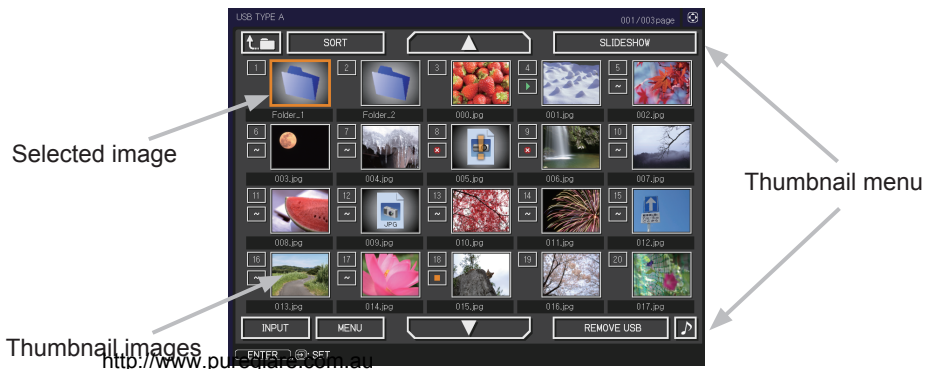 USB TYPE A
001/003page
SORT
SLIDESHOW
1 2 3 4 5
Folder_1 Folder_2 000.jpg 001.jpg 002.jpg
Selected image
6 7 8 9 10
003.jpg 004.jpg 005.jpg 006.jpg 007.jpg
Thumbnail menu
11 12 13 14 15
JPG
008.jpg 009.jpg 010.jpg 011.jpg 012.jpg
16 17 18 19 20
013.jpg 014.jpg 015.jpg 016.jpg 017.jpg
INPUT MENU REMOVE USB
Thumbnail images
ENTER : SET
http://www.pureglare.com.au